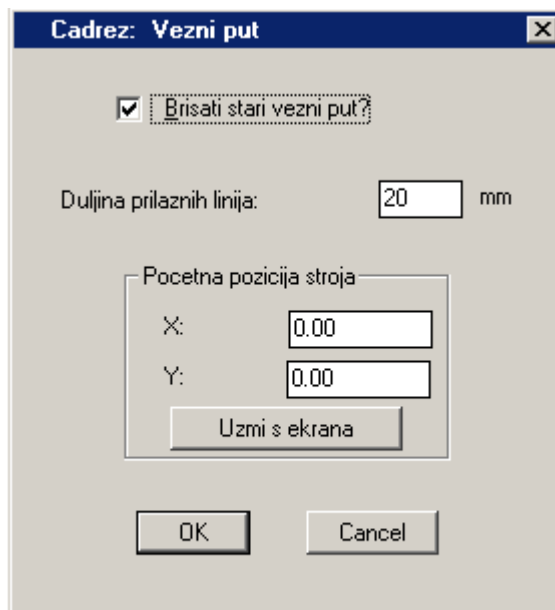 Cadrez: Vezni put
Brisati stari vezni put?
Duljina prilaznih linija: 20 mm
Pocetna pozicija stroja
X: 0.00
Y: 0.00
Uzmi s ekrana
OK Cancel